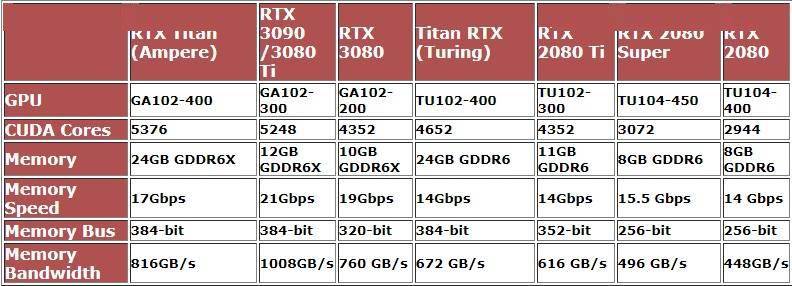 RTX Titan (Ampere) RTX 3090 /3080 Ti RTX 3080 Titan RTX (Turing) RTX 2080 Ti RTX 2080 Super RTX 2080
GPU GA102-400 GA102-300 GA102-200 TU102-400 TU102-300 TU104-450 TU104-400
CUDA Cores 5376 5248 4352 4652 4352 3072 2944
Memory 24GB GDDR6X 12GB GDDR6X 10GB GDDR6X 24GB GDDR6 11GB GDDR6 8GB GDDR6 8GB GDDR6
Memory Speed 17Gbps 21Gbps 19Gbps 14Gbps 14Gbps 15.5 Gbps 14 Gbps
Memory Bus 384-bit 384-bit 320-bit 384-bit 352-bit 256-bit 256-bit
Memory Bandwidth 816GB/s 1008GB/s 760 GB/s 672 GB/s 616 GB/s 496 GB/s 448GB/s